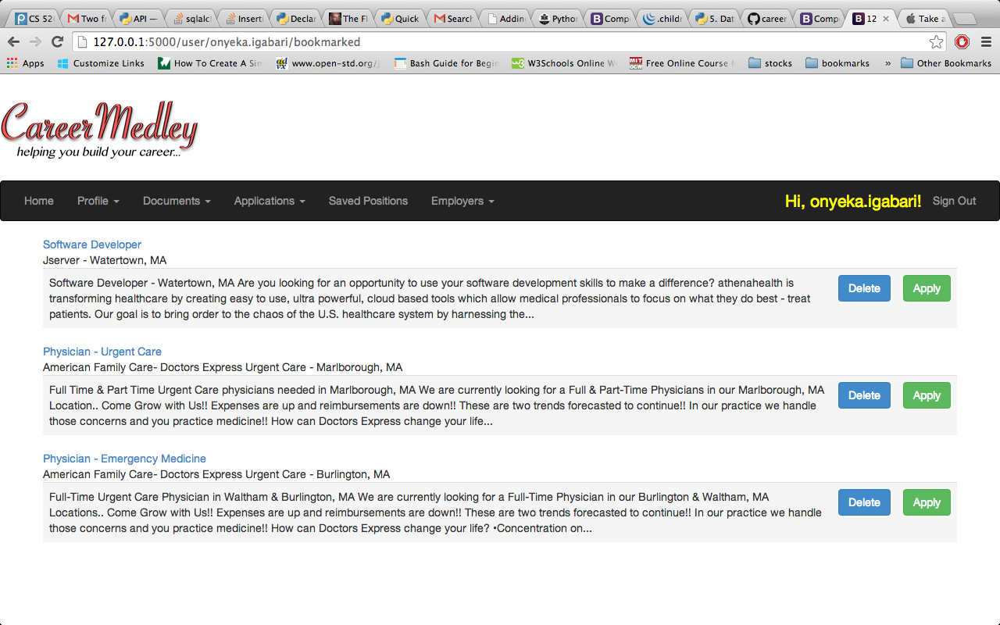 CS 520
Two fr
API —
sqlalc
Inserti
Declar
The Fl
Quick
Search
Adding
Python
Comp
.childr
5. Dat
career
Comp
12
Take a
127.0.0.1:5000/user/onyeka.igabari/bookmarked
Apps Customize Links How To Create A Sim www.open-std.org/ Bash Guide for Begin W3Schools Online W Free Online Course M stocks bookmarks » Other Bookmarks
CareerMedley
helping you build your career...
Home Profile Documents Applications Saved Positions Employers Hi, onyeka.igabari! Sign Out
Software Developer
Jserver - Watertown, MA
Software Developer - Watertown, MA Are you looking for an opportunity to use your software development skills to make a difference? athenahealth is
transforming healthcare by creating easy to use, ultra powerful, cloud based tools which allow medical professionals to focus on what they do best - treat
patients. Our goal is to bring order to the chaos of the U.S. healthcare system by harnessing the...
Delete Apply
Physician - Urgent Care
American Family Care- Doctors Express Urgent Care - Marlborough, MA
Full Time & Part Time Urgent Care physicians needed in Marlborough, MA We are currently looking for a Full & Part-Time Physicians in our Marlborough, MA
Location.. Come Grow with Us!! Expenses are up and reimbursements are down!! These are two trends forecasted to continue!! In our practice we handle
those concerns and you practice medicine!! How can Doctors Express change your life...
Delete Apply
Physician - Emergency Medicine
American Family Care- Doctors Express Urgent Care - Burlington, MA
Full-Time Urgent Care Physician in Waltham & Burlington, MA We are currently looking for a Full-Time Physician in our Burlington & Waltham, MA
Locations.. Come Grow with Us!! Expenses are up and reimbursements are down!! These are two trends forecasted to continue!! In our practice we handle
those concerns and you practice medicine!! How can Doctors Express change your life? •Concentration on...
Delete Apply